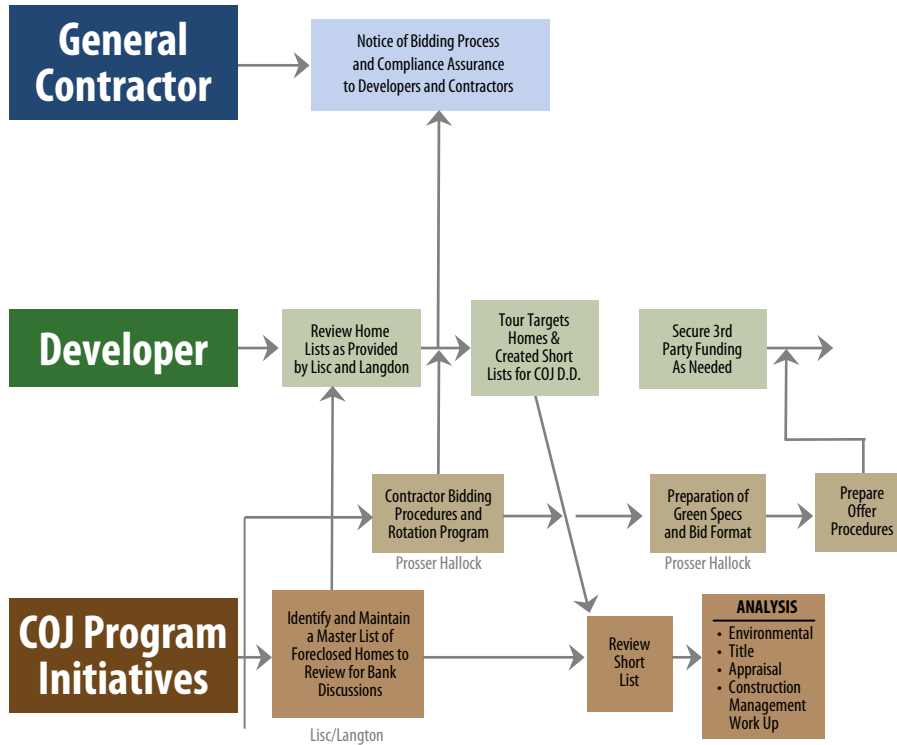 General
Contractor
Notice of Bidding Process
and Compliance Assurance
to Developers and Contractors
Developer
Review Home
Lists as Provided
by Lisc and Langdon
Tour Targets
Homes &
Created Short
Lists for COJ D.D.
Secure 3rd
Party Funding
As Needed
Contractor Bidding
Procedures and
Rotation Program
Prosser Hallock
Preparation of
Green Specs
and Bid Format
Prosser Hallock
Prepare
Offer
Procedures
COJ Program
Initiatives
Identify and Maintain
a Master List of
Foreclosed Homes to
Review for Bank
Discussions
Lisc/Langton
Review
Short
List
ANALYSIS
• Environmental
• Title
• Appraisal
• Construction
Management
Work Up